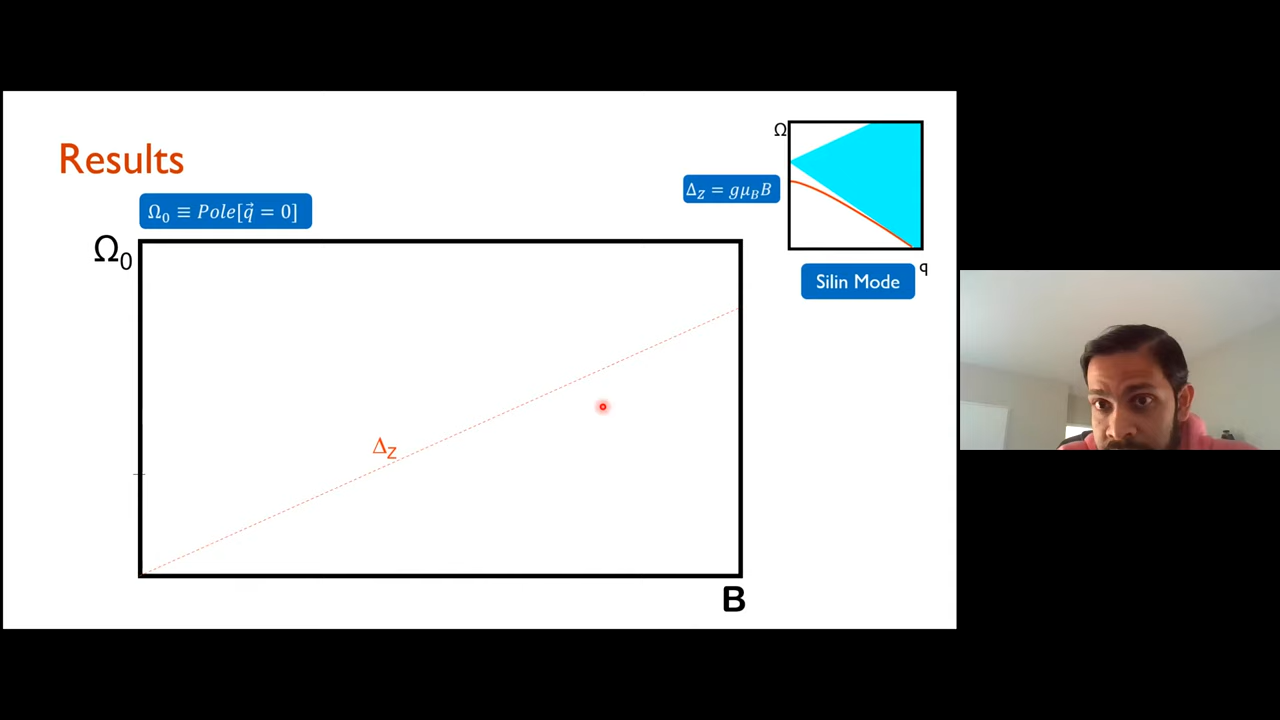 Results
Ω₀ ≡ Pole[q⃗ = 0]
Ω₀
Δ_Z
B
Ω
Δ_Z = gμ_B B
q
Silin Mode